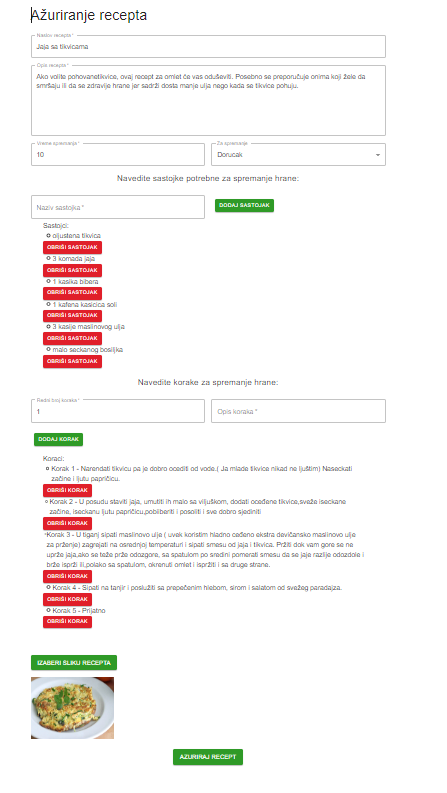 Ažuriranje recepta
Naslov recepta *
Jaja sa tikvicama
Opis recepta *
Ako volite pohovanetikvice, ovaj recept za omlet će vas oduševiti. Posebno se preporučuje onima koji žele da
smršaju ili da se zdravije hrane jer sadrži dosta manje ulja nego kada se tikvice pohuju.
Vreme spremanja *
10
Za spremanje
Dorucak
Navedite sastojke potrebne za spremanje hrane:
Naziv sastojka *
DODAJ SASTOJAK
Sastojci:
oljustena tikvica
OBRIŠI SASTOJAK
3 komada jaja
OBRIŠI SASTOJAK
1 kasika bibera
OBRIŠI SASTOJAK
1 kafena kasicica soli
OBRIŠI SASTOJAK
3 kasije maslinovog ulja
OBRIŠI SASTOJAK
malo seckanog bosiljka
OBRIŠI SASTOJAK
Navedite korake za spremanje hrane:
Redni broj koraka *
1
Opis koraka *
DODAJ KORAK
Koraci:
Korak 1 - Narendati tikvicu pa je dobro ocediti od vode.( Ja mlade tikvice nikad ne ljuštim) Naseckati
začine i ljutu papričicu.
OBRIŠI KORAK
Korak 2 - U posudu staviti jaja, umutiti ih malo sa viljuškom, dodati oceđene tikvice,sveže iseckane
začine, iseckanu ljutu papričicu,pobiberiti i posoliti i sve dobro sjediniti
OBRIŠI KORAK
Korak 3 - U tiganj sipati maslinovo ulje ( uvek koristim hladno ceđeno ekstra devičansko maslinovo ulje
za prženje) zagrejati na osrednjoj temperaturi i sipati smesu od jaja i tikvica. Pržiti dok vam gore se ne
uprže jaja,ako se teže prže odozgora, sa spatulom po sredini pomerati smesu da se jaje razlije odozdole i
brže isprži ili,polako sa spatulom, okrenuti omlet i ispržiti i sa druge strane.
OBRIŠI KORAK
Korak 4 - Sipati na tanjir i poslužiti sa prepečenim hlebom, sirom i salatom od svežeg paradajza.
OBRIŠI KORAK
Korak 5 - Prijatno
OBRIŠI KORAK
IZABERI SLIKU RECEPTA
AZURIRAJ RECEPT